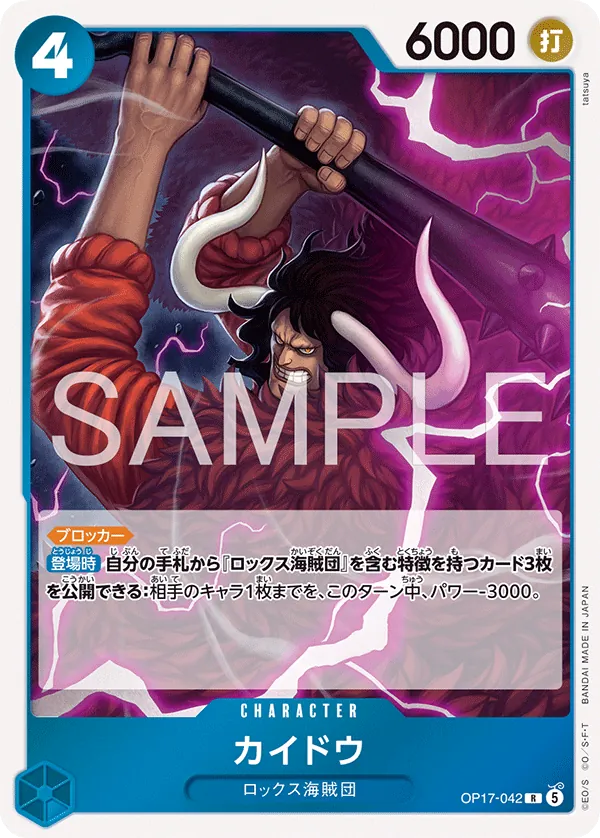 4
6000
打
tatsuya
SAMPLE
ブロッカー
登場時 自分の手札から『ロックス海賊団』を含む特徴を持つカード3枚
を公開できる：相手のキャラ1枚までを、このターン中、パワー-3000。
CHARACTER
カイドウ
ロックス海賊団
OP17-042 R 5
©E.O/S ©O/S・F・T BANDAI MADE IN JAPAN